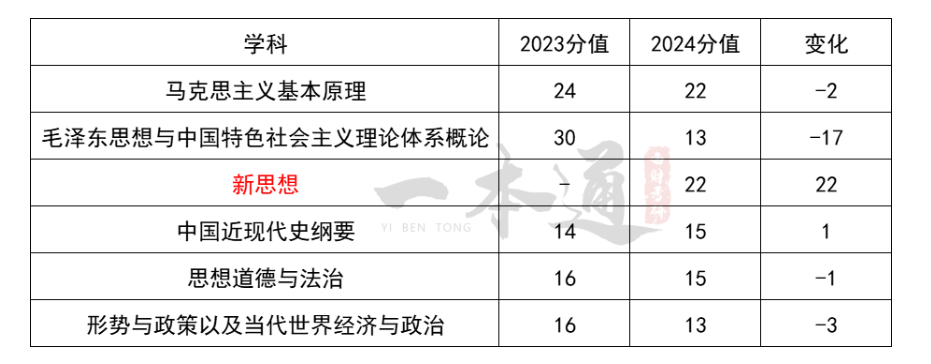 学科 2023分值 2024分值 变化
马克思主义基本原理 24 22 -2
毛泽东思想与中国特色社会主义理论体系概论 30 13 -17
新思想 - 22 22
中国近现代史纲要 14 15 1
思想道德与法治 16 15 -1
形势与政策以及当代世界经济与政治 16 13 -3
一本通
YI BEN TONG